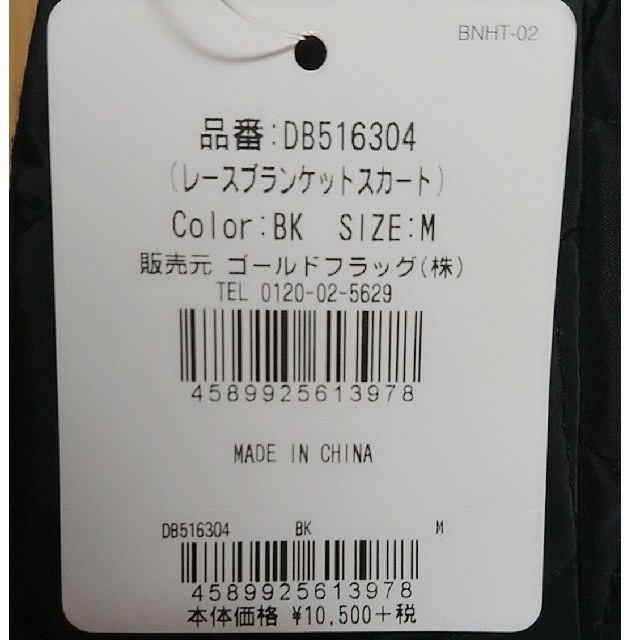 BNHT-02
品番:DB516304
(レースブランケットスカート)
Color:BK SIZE:M
販売元 ゴールドフラッグ(株)
TEL 0120-02-5629
4589925613978
MADE IN CHINA
DB516304 BK M
4589925613978
本体価格 ¥10,500+税